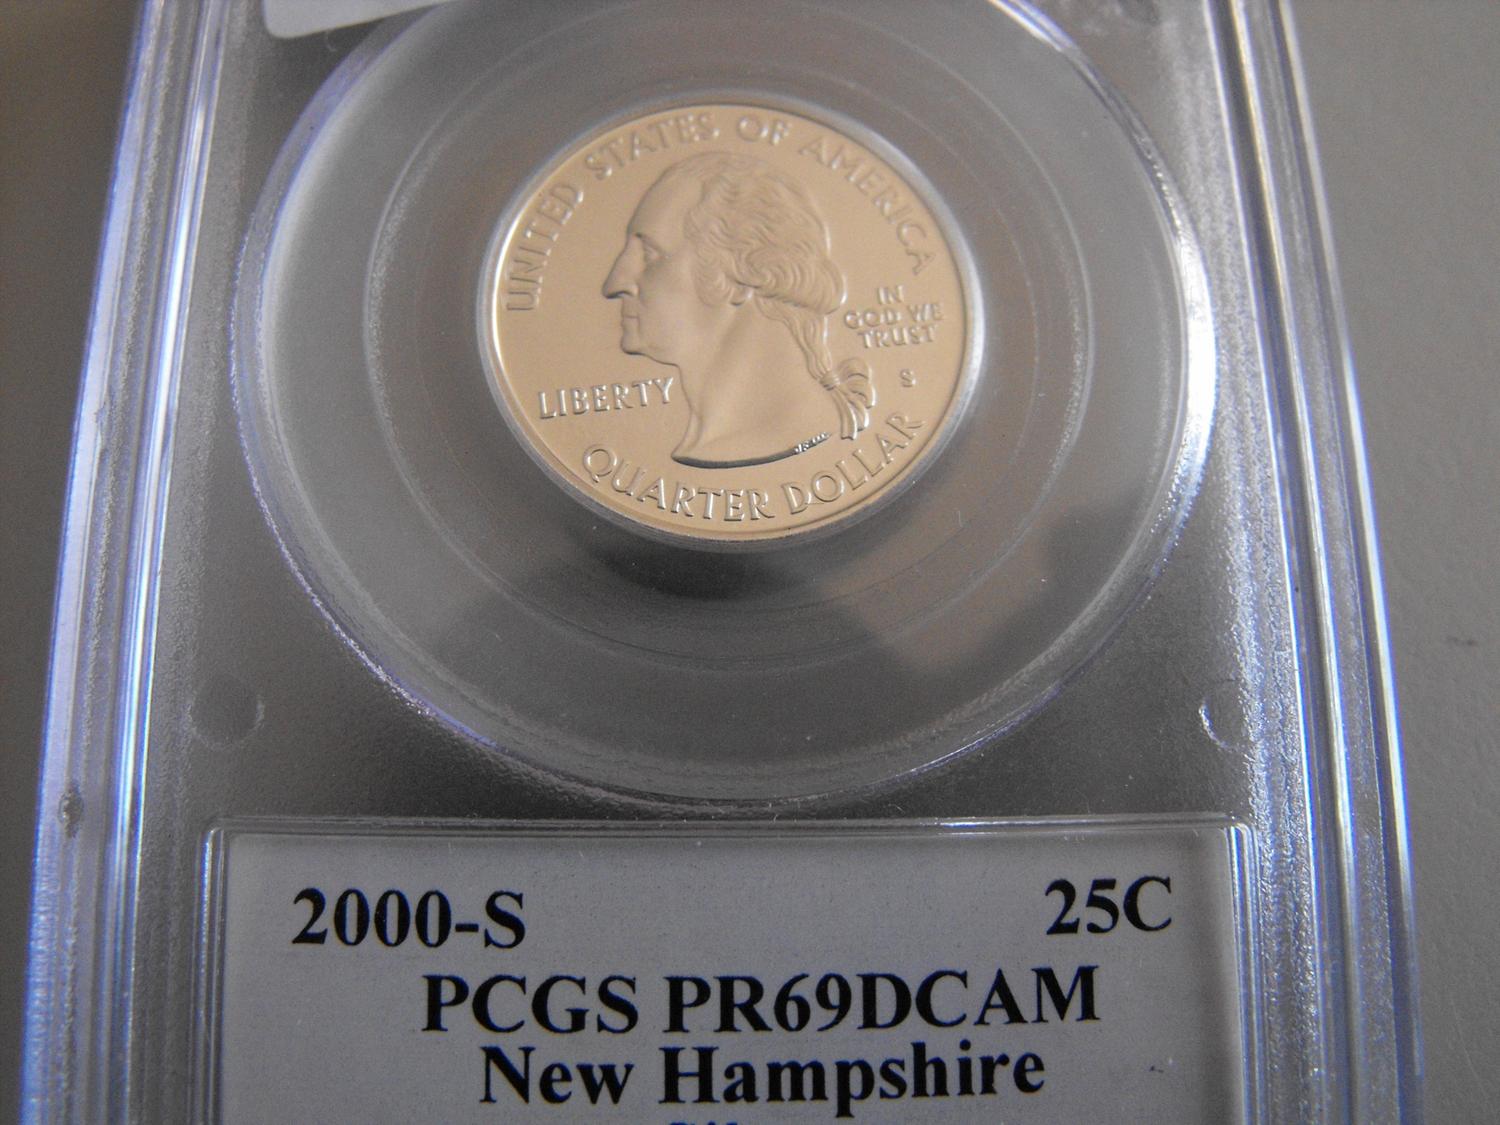 UNITED STATES OF AMERICA
IN
GOD WE
TRUST
S
LIBERTY
QUARTER DOLLAR
2000-S 25C
PCGS PR69DCAM
New Hampshire